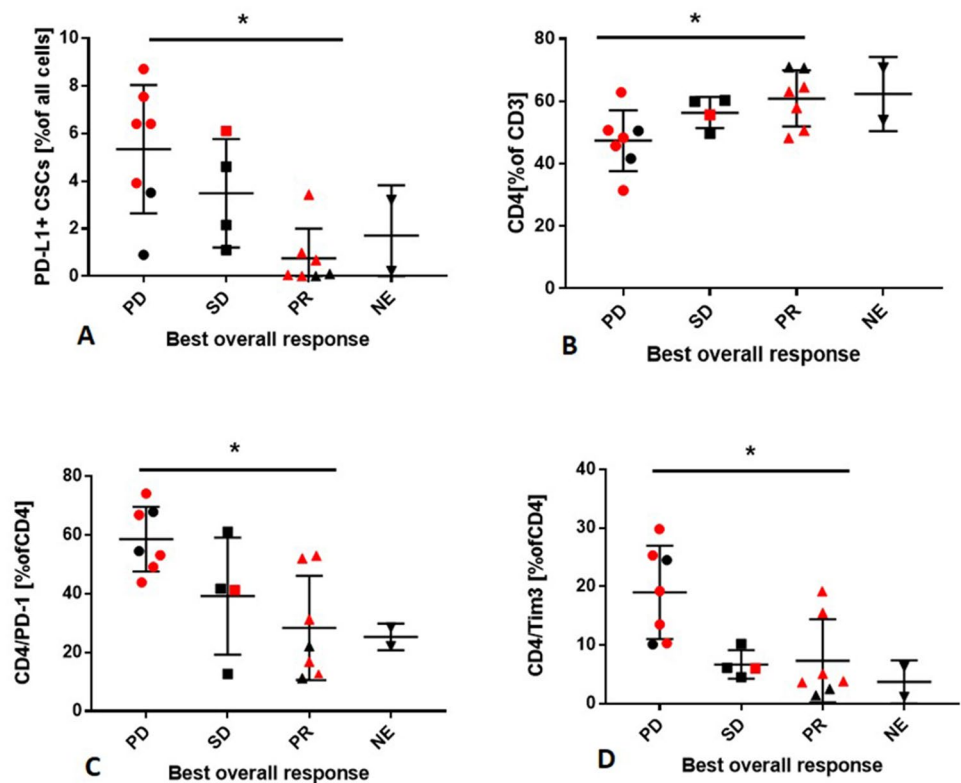 *
PD-L1+ CSCs [%of all cells]
10
8
6
4
2
0
PD
SD
PR
NE
Best overall response
A
*
CD4[%of CD3]
80
60
40
20
0
PD
SD
PR
NE
Best overall response
B
*
CD4/PD-1 [%ofCD4]
80
60
40
20
0
PD
SD
PR
NE
Best overall response
C
*
CD4/Tim3 [%ofCD4]
40
30
20
10
0
PD
SD
PR
NE
Best overall response
D